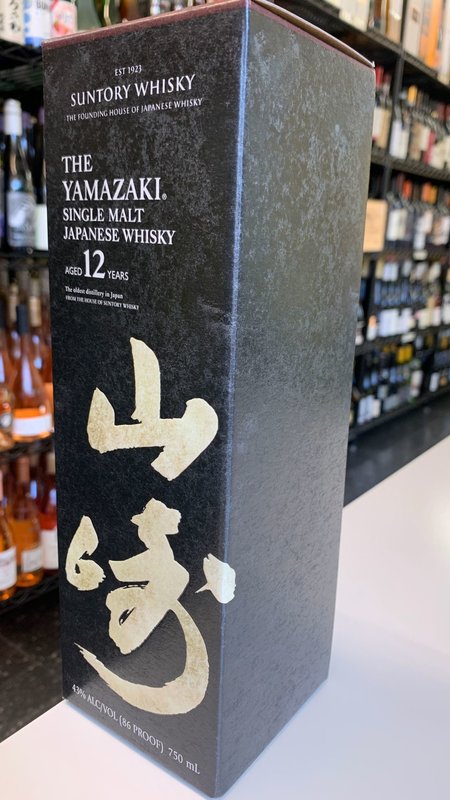 EST 1923
SUNTORY WHISKY
THE FOUNDING HOUSE OF JAPANESE WHISKY
THE
YAMAZAKI®
SINGLE MALT
JAPANESE WHISKY
AGED 12 YEARS
The oldest distillery in Japan
FROM THE HOUSE OF SUNTORY WHISKY
山
崎
43% ALC/VOL (86 PROOF) 750 mL